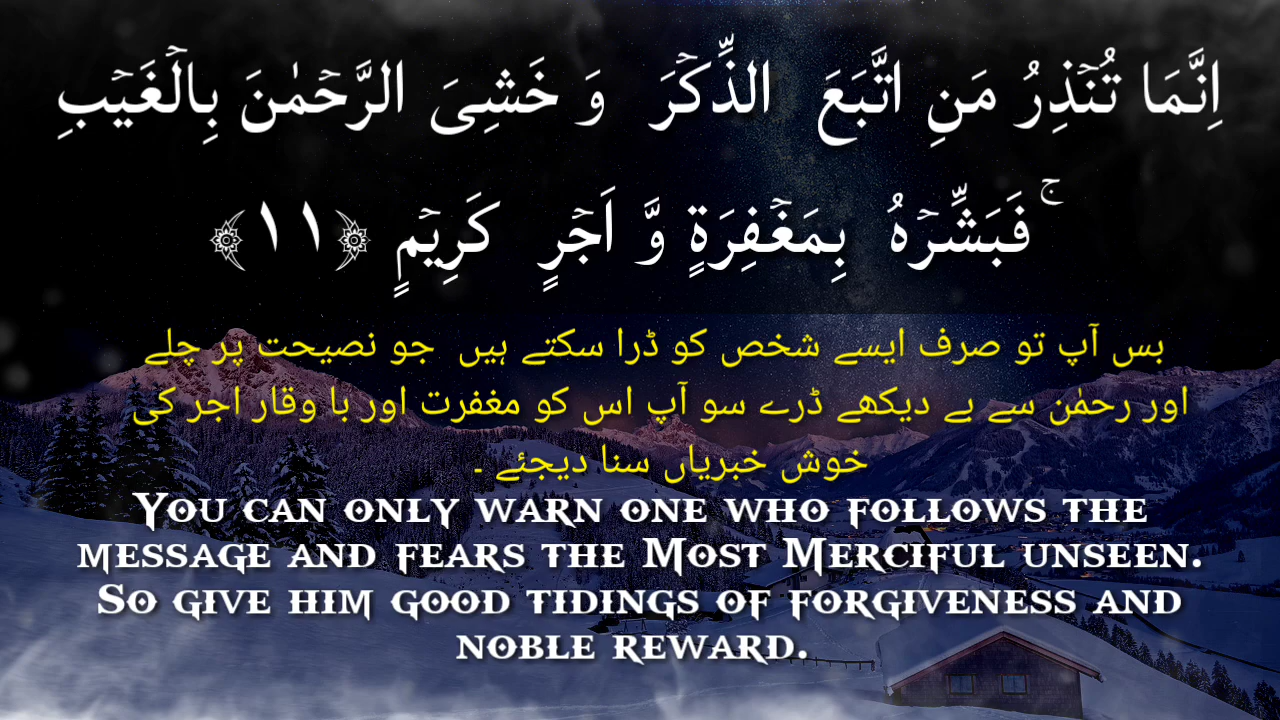 اِنَّمَا تُنۡذِرُ مَنِ اتَّبَعَ الذِّكۡرَ وَ خَشِىَ الرَّحۡمٰنَ بِالۡغَيۡبِ
ۚ فَبَشِّرۡهُ بِمَغۡفِرَةٍ وَّ اَجۡرٍ كَرِيۡمٍ ﴿۱۱﴾
بس آپ تو صرف ایسے شخص کو ڈرا سکتے ہیں جو نصیحت پر چلے
اور رحمٰن سے بے دیکھے ڈرے سو آپ اس کو مغفرت اور با وقار اجر کی
خوش خبریاں سنا دیجئے ۔
You can only warn one who follows the
message and fears the Most Merciful unseen.
So give him good tidings of forgiveness and
noble reward.